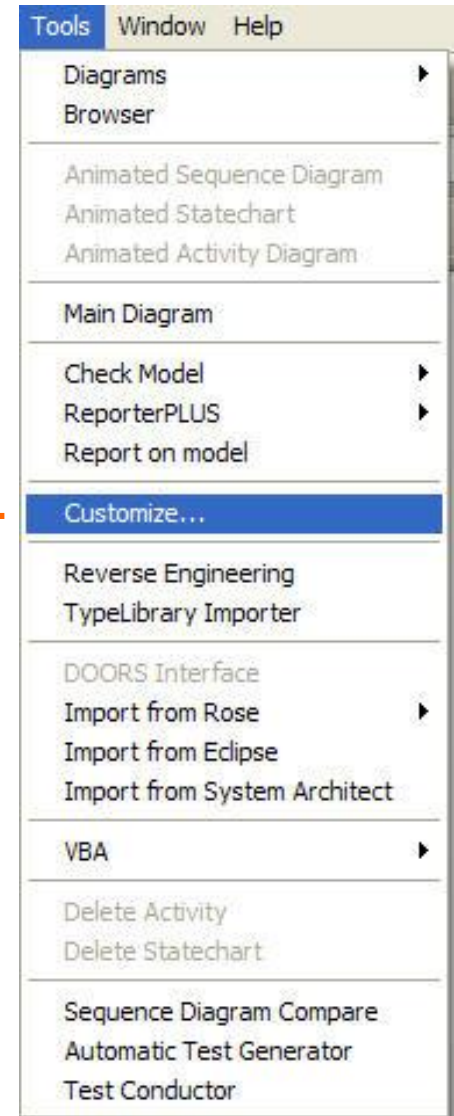 Tools Window Help
Diagrams
Browser
Animated Sequence Diagram
Animated Statechart
Animated Activity Diagram
Main Diagram
Check Model
ReporterPLUS
Report on model
Customize...
Reverse Engineering
TypeLibrary Importer
DOORS Interface
Import from Rose
Import from Eclipse
Import from System Architect
VBA
Delete Activity
Delete Statechart
Sequence Diagram Compare
Automatic Test Generator
Test Conductor